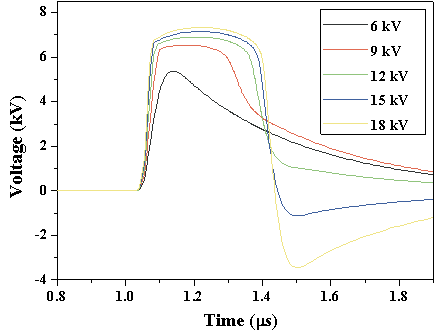 8
6
4
2
0
-2
-4
Voltage (kV)
6 kV
9 kV
12 kV
15 kV
18 kV
0.8 1.0 1.2 1.4 1.6 1.8
Time (μs)